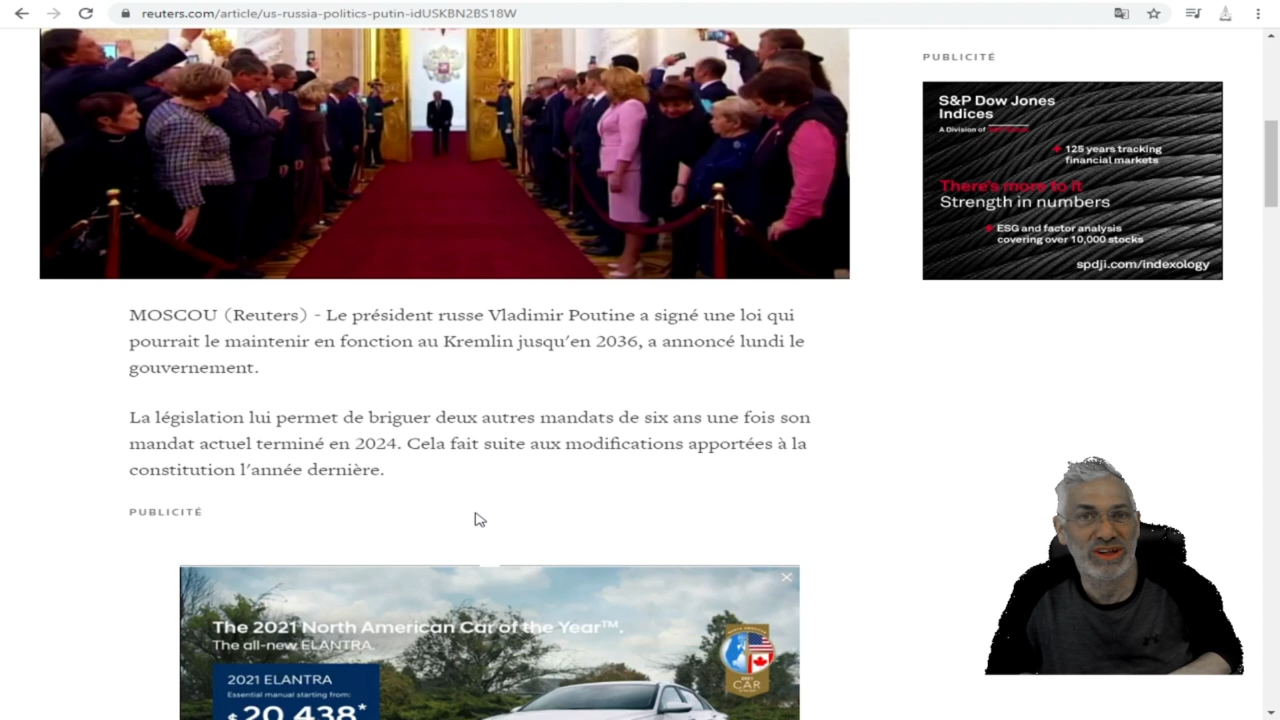 reuters.com/article/us-russia-politics-putin-idUSKBN2BS18W
PUBLICITÉ
S&P Dow Jones
Indices
A Division of
125 years tracking
financial markets
There's more to it
Strength in numbers
ESG and factor analysis
covering over 10,000 stocks
spdji.com/indexology
MOSCOU (Reuters) - Le président russe Vladimir Poutine a signé une loi qui
pourrait le maintenir en fonction au Kremlin jusqu'en 2036, a annoncé lundi le
gouvernement.
La législation lui permet de briguer deux autres mandats de six ans une fois son
mandat actuel terminé en 2024. Cela fait suite aux modifications apportées à la
constitution l'année dernière.
PUBLICITÉ
The 2021 North American Car of the Year™.
The all-new ELANTRA.
2021 ELANTRA
Essential manual starting from:
$20,438*
CAR